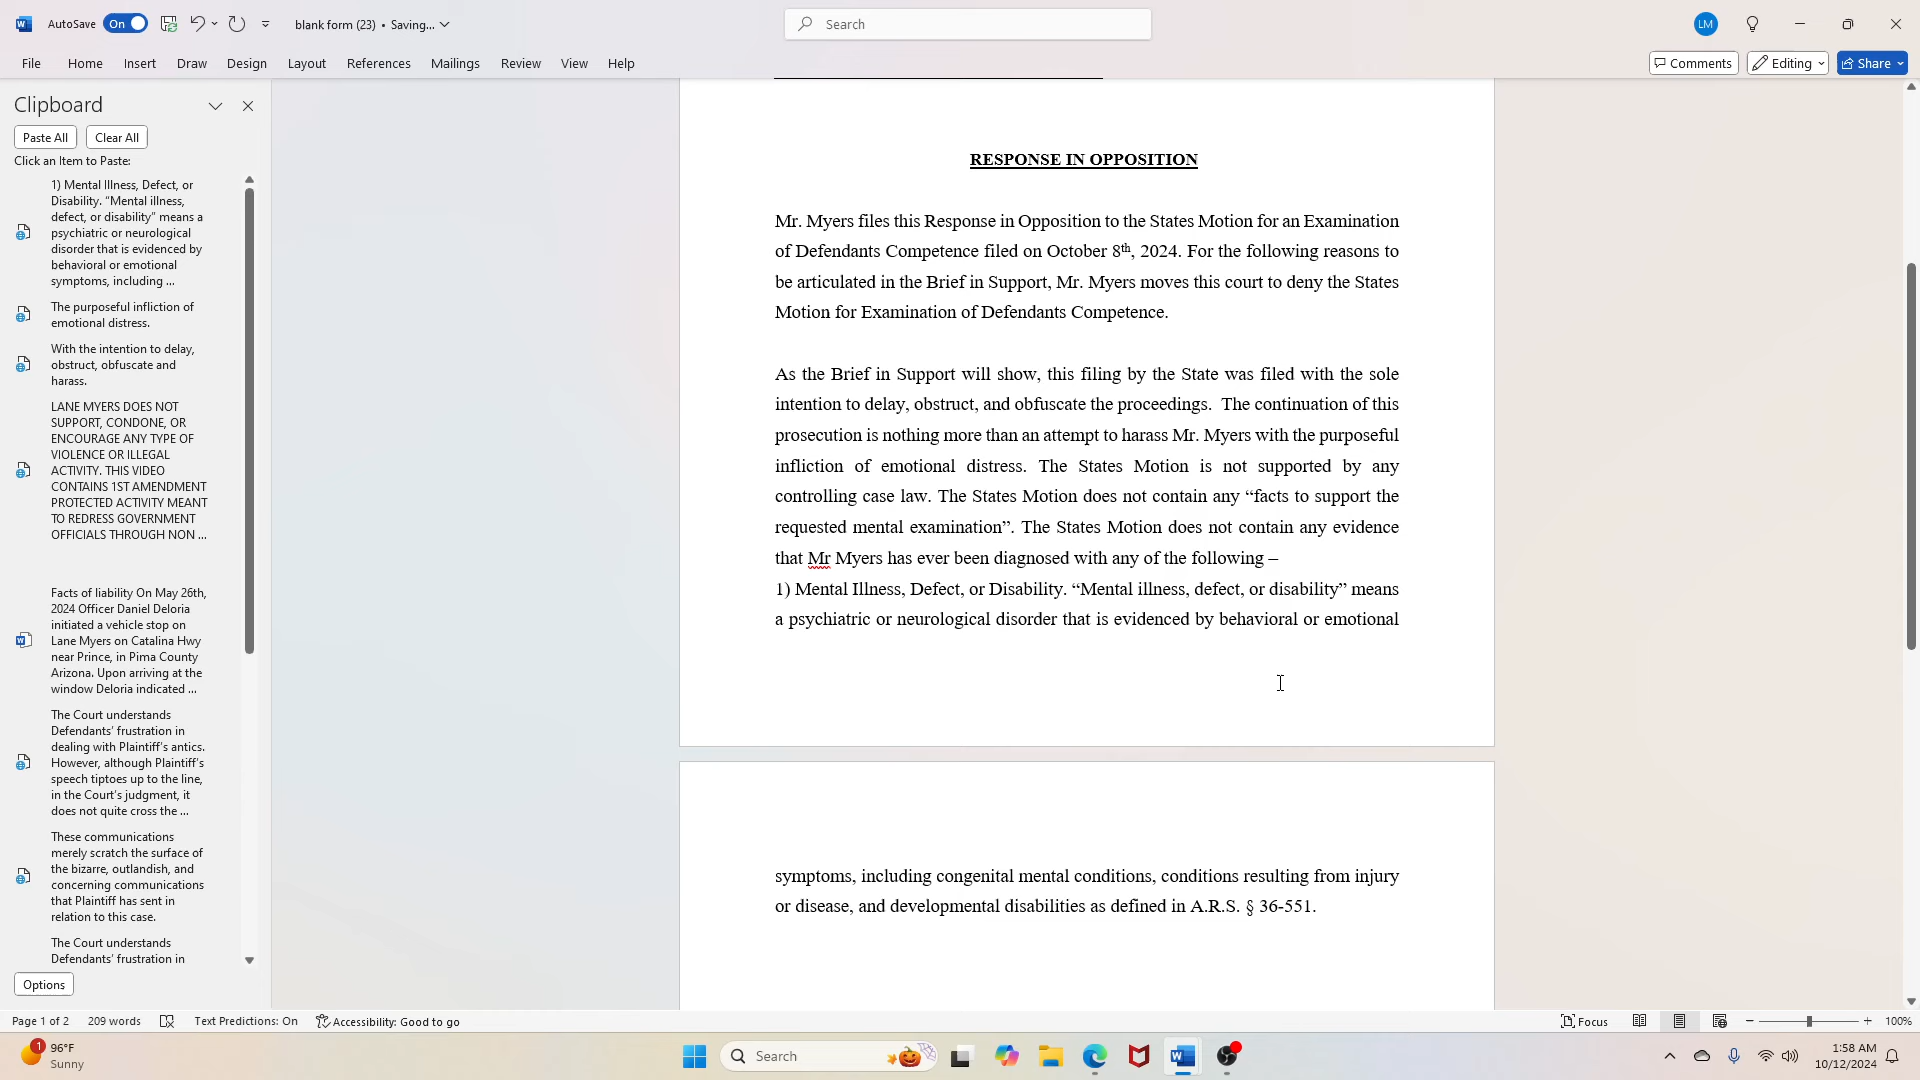 AutoSave On blank form (23) • Saving... Search LM
File Home Insert Draw Design Layout References Mailings Review View Help Comments Editing Share
Clipboard
Paste All Clear All
Click an Item to Paste:
1) Mental Illness, Defect, or
Disability. “Mental illness,
defect, or disability” means a
psychiatric or neurological
disorder that is evidenced by
behavioral or emotional
symptoms, including ...
The purposeful infliction of
emotional distress.
With the intention to delay,
obstruct, obfuscate and
harass.
LANE MYERS DOES NOT
SUPPORT, CONDONE, OR
ENCOURAGE ANY TYPE OF
VIOLENCE OR ILLEGAL
ACTIVITY. THIS VIDEO
CONTAINS 1ST AMENDMENT
PROTECTED ACTIVITY MEANT
TO REDRESS GOVERNMENT
OFFICIALS THROUGH NON ...
Facts of liability On May 26th,
2024 Officer Daniel Deloria
initiated a vehicle stop on
Lane Myers on Catalina Hwy
near Prince, in Pima County
Arizona. Upon arriving at the
window Deloria indicated ...
The Court understands
Defendants’ frustration in
dealing with Plaintiff’s antics.
However, although Plaintiff’s
speech tiptoes up to the line,
in the Court’s judgment, it
does not quite cross the ...
These communications
merely scratch the surface of
the bizarre, outlandish, and
concerning communications
that Plaintiff has sent in
relation to this case.
The Court understands
Defendants’ frustration in
Options
RESPONSE IN OPPOSITION
Mr. Myers files this Response in Opposition to the States Motion for an Examination
of Defendants Competence filed on October 8th, 2024. For the following reasons to
be articulated in the Brief in Support, Mr. Myers moves this court to deny the States
Motion for Examination of Defendants Competence.
As the Brief in Support will show, this filing by the State was filed with the sole
intention to delay, obstruct, and obfuscate the proceedings. The continuation of this
prosecution is nothing more than an attempt to harass Mr. Myers with the purposeful
infliction of emotional distress. The States Motion is not supported by any
controlling case law. The States Motion does not contain any “facts to support the
requested mental examination”. The States Motion does not contain any evidence
that Mr Myers has ever been diagnosed with any of the following –
1) Mental Illness, Defect, or Disability. “Mental illness, defect, or disability” means
a psychiatric or neurological disorder that is evidenced by behavioral or emotional
symptoms, including congenital mental conditions, conditions resulting from injury
or disease, and developmental disabilities as defined in A.R.S. § 36-551.
Page 1 of 2 209 words Text Predictions: On Accessibility: Good to go Focus 100%
1 96°F
Sunny
Search
1:58 AM
10/12/2024